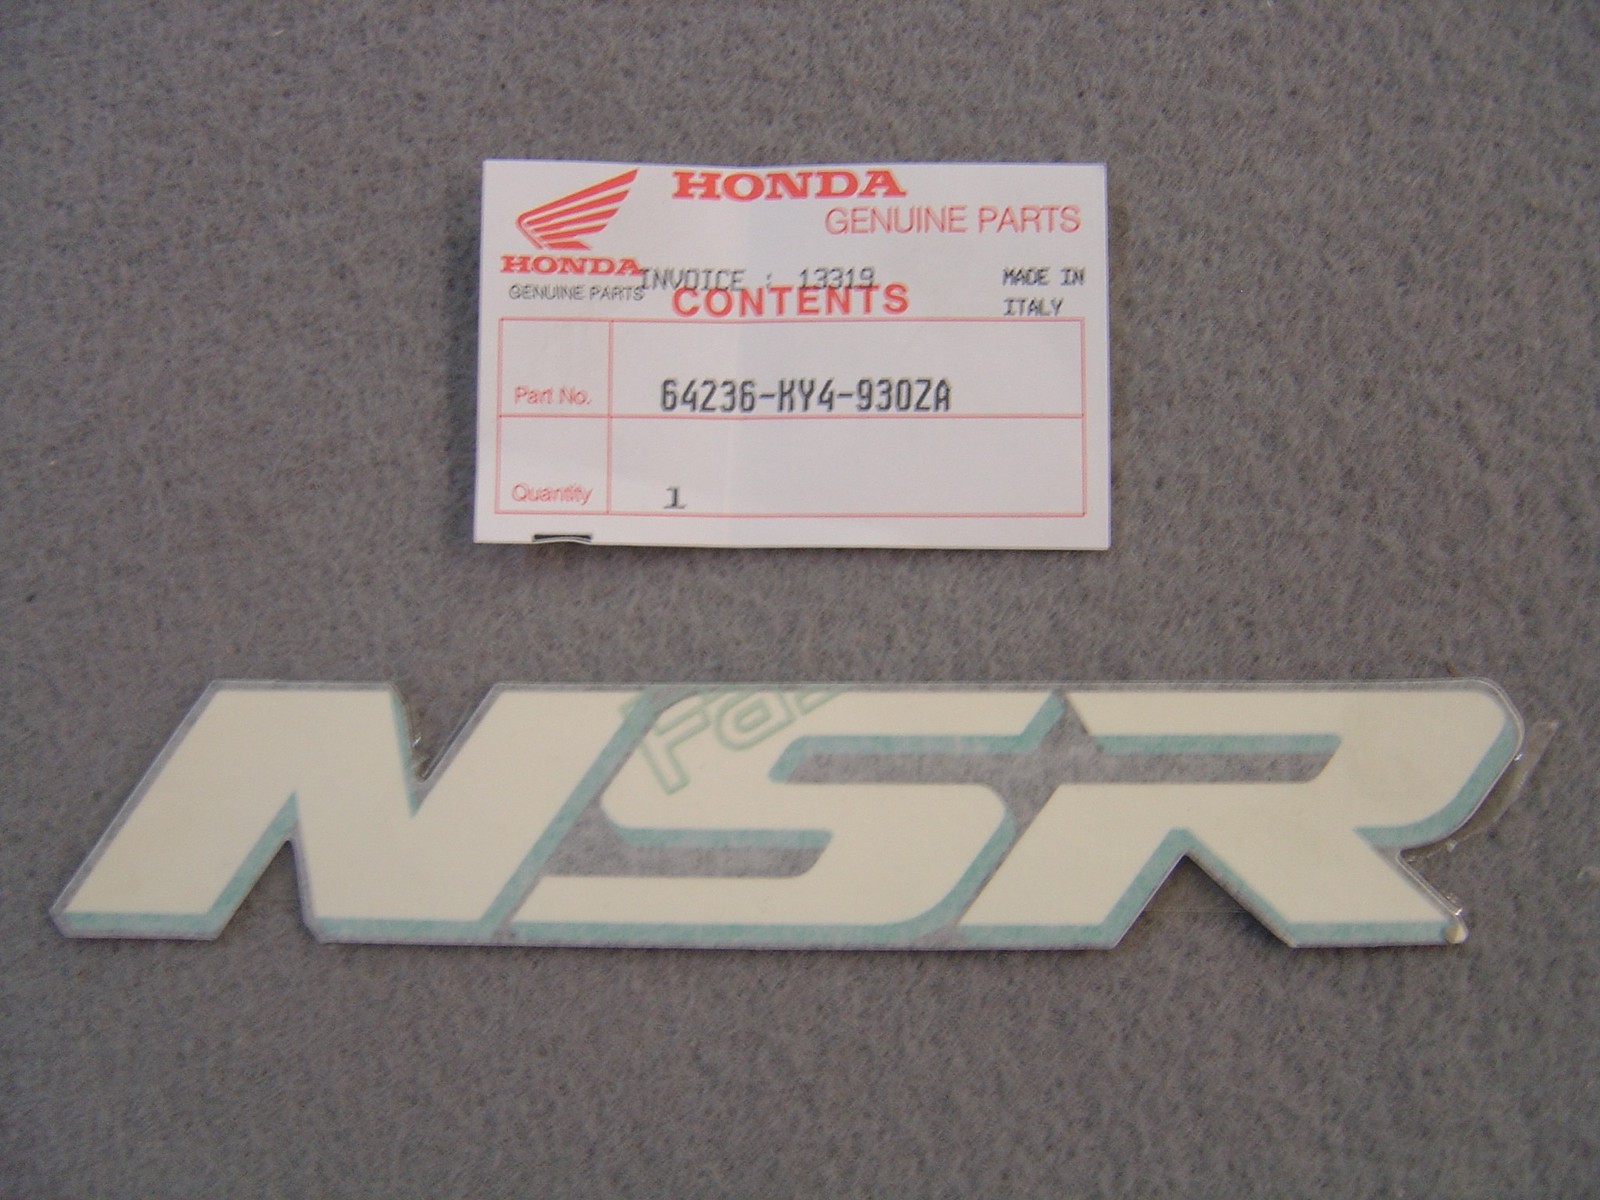 HONDA
GENUINE PARTS
HONDA
GENUINE PARTS
INVOICE : 13319
MADE IN
ITALY
CONTENTS
Part No. 64236-KY4-930ZA
Quantity 1
NSR